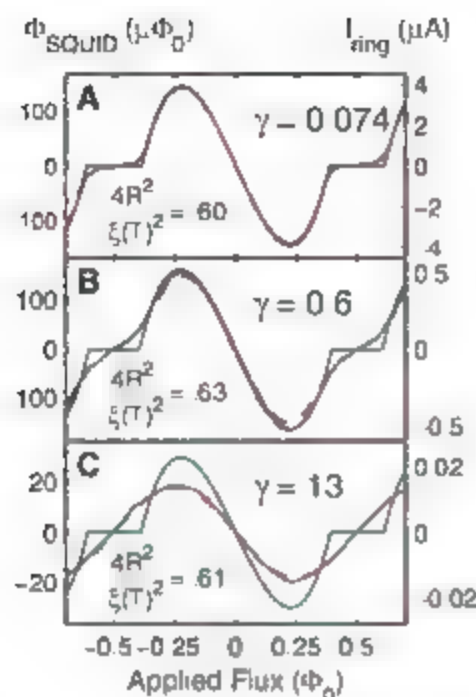 Φ_SQUID (μΦ₀) I_ring (μA)
A γ = 0 074
100
0
100
4
2
0
-2
-4
4R²
ξ(T)² = .60
B γ = 0 6
100
0
100
0 5
0
-0 5
4R²
ξ(T)² = .63
C γ = 13
20
0
-20
0 02
0
-0 02
4R²
ξ(T)² = .61
-0.5 -0 25 0 0.25 0 5
Applied Flux (Φ₀)